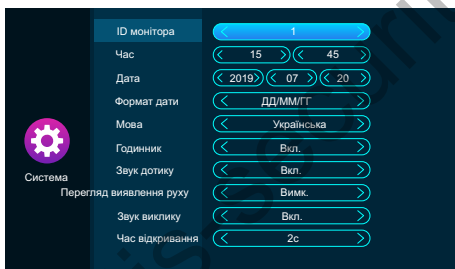 ID монітора < 1 >
Час < 15 > < 45 >
Дата < 2019 > < 07 > < 20 >
Формат дати < ДД/ММ/ГГ >
Мова < Українська >
Годинник < Вкл. >
Звук дотику < Вкл. >
Система
Перегляд виявлення руху < Вимк. >
Звук виклику < Вкл. >
Час відкривання < 2с >